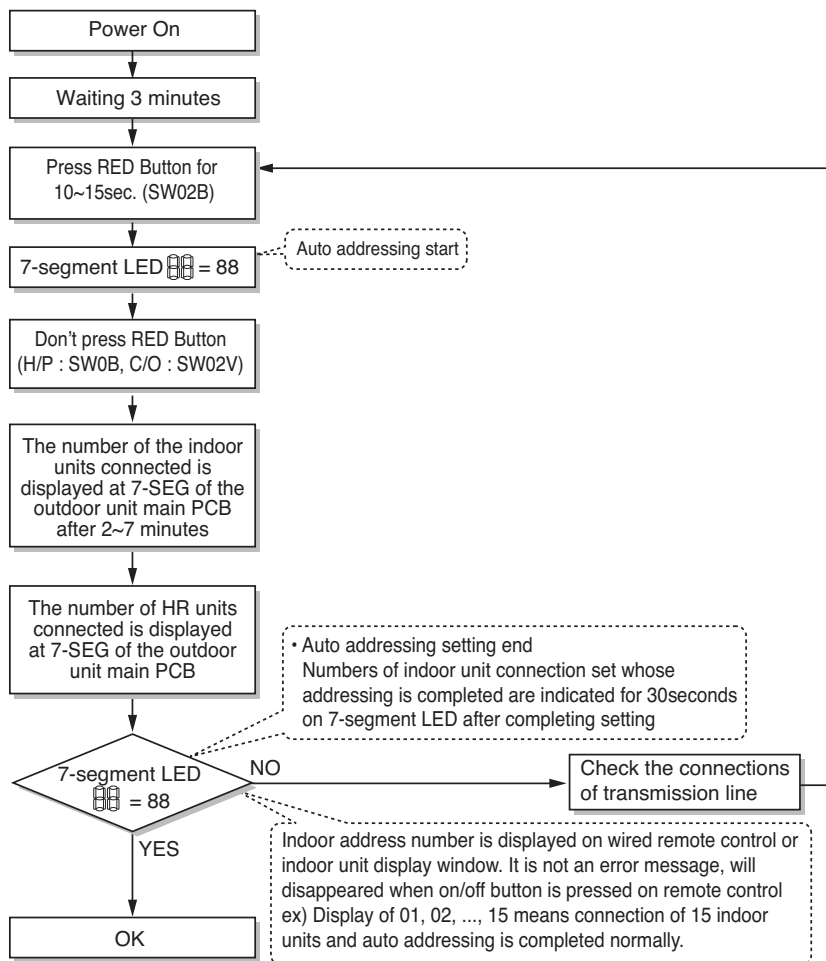 Power On
Waiting 3 minutes
Press RED Button for
10~15sec. (SW02B)
7-segment LED 88 = 88
Auto addressing start
Don't press RED Button
(H/P : SW0B, C/O : SW02V)
The number of the indoor
units connected is
displayed at 7-SEG of the
outdoor unit main PCB
after 2~7 minutes
The number of HR units
connected is displayed
at 7-SEG of the outdoor
unit main PCB
• Auto addressing setting end
Numbers of indoor unit connection set whose
addressing is completed are indicated for 30seconds
on 7-segment LED after completing setting
7-segment LED
88 = 88
NO
Check the connections
of transmission line
YES
Indoor address number is displayed on wired remote control or
indoor unit display window. It is not an error message, will
disappeared when on/off button is pressed on remote control
ex) Display of 01, 02, ..., 15 means connection of 15 indoor
units and auto addressing is completed normally.
OK